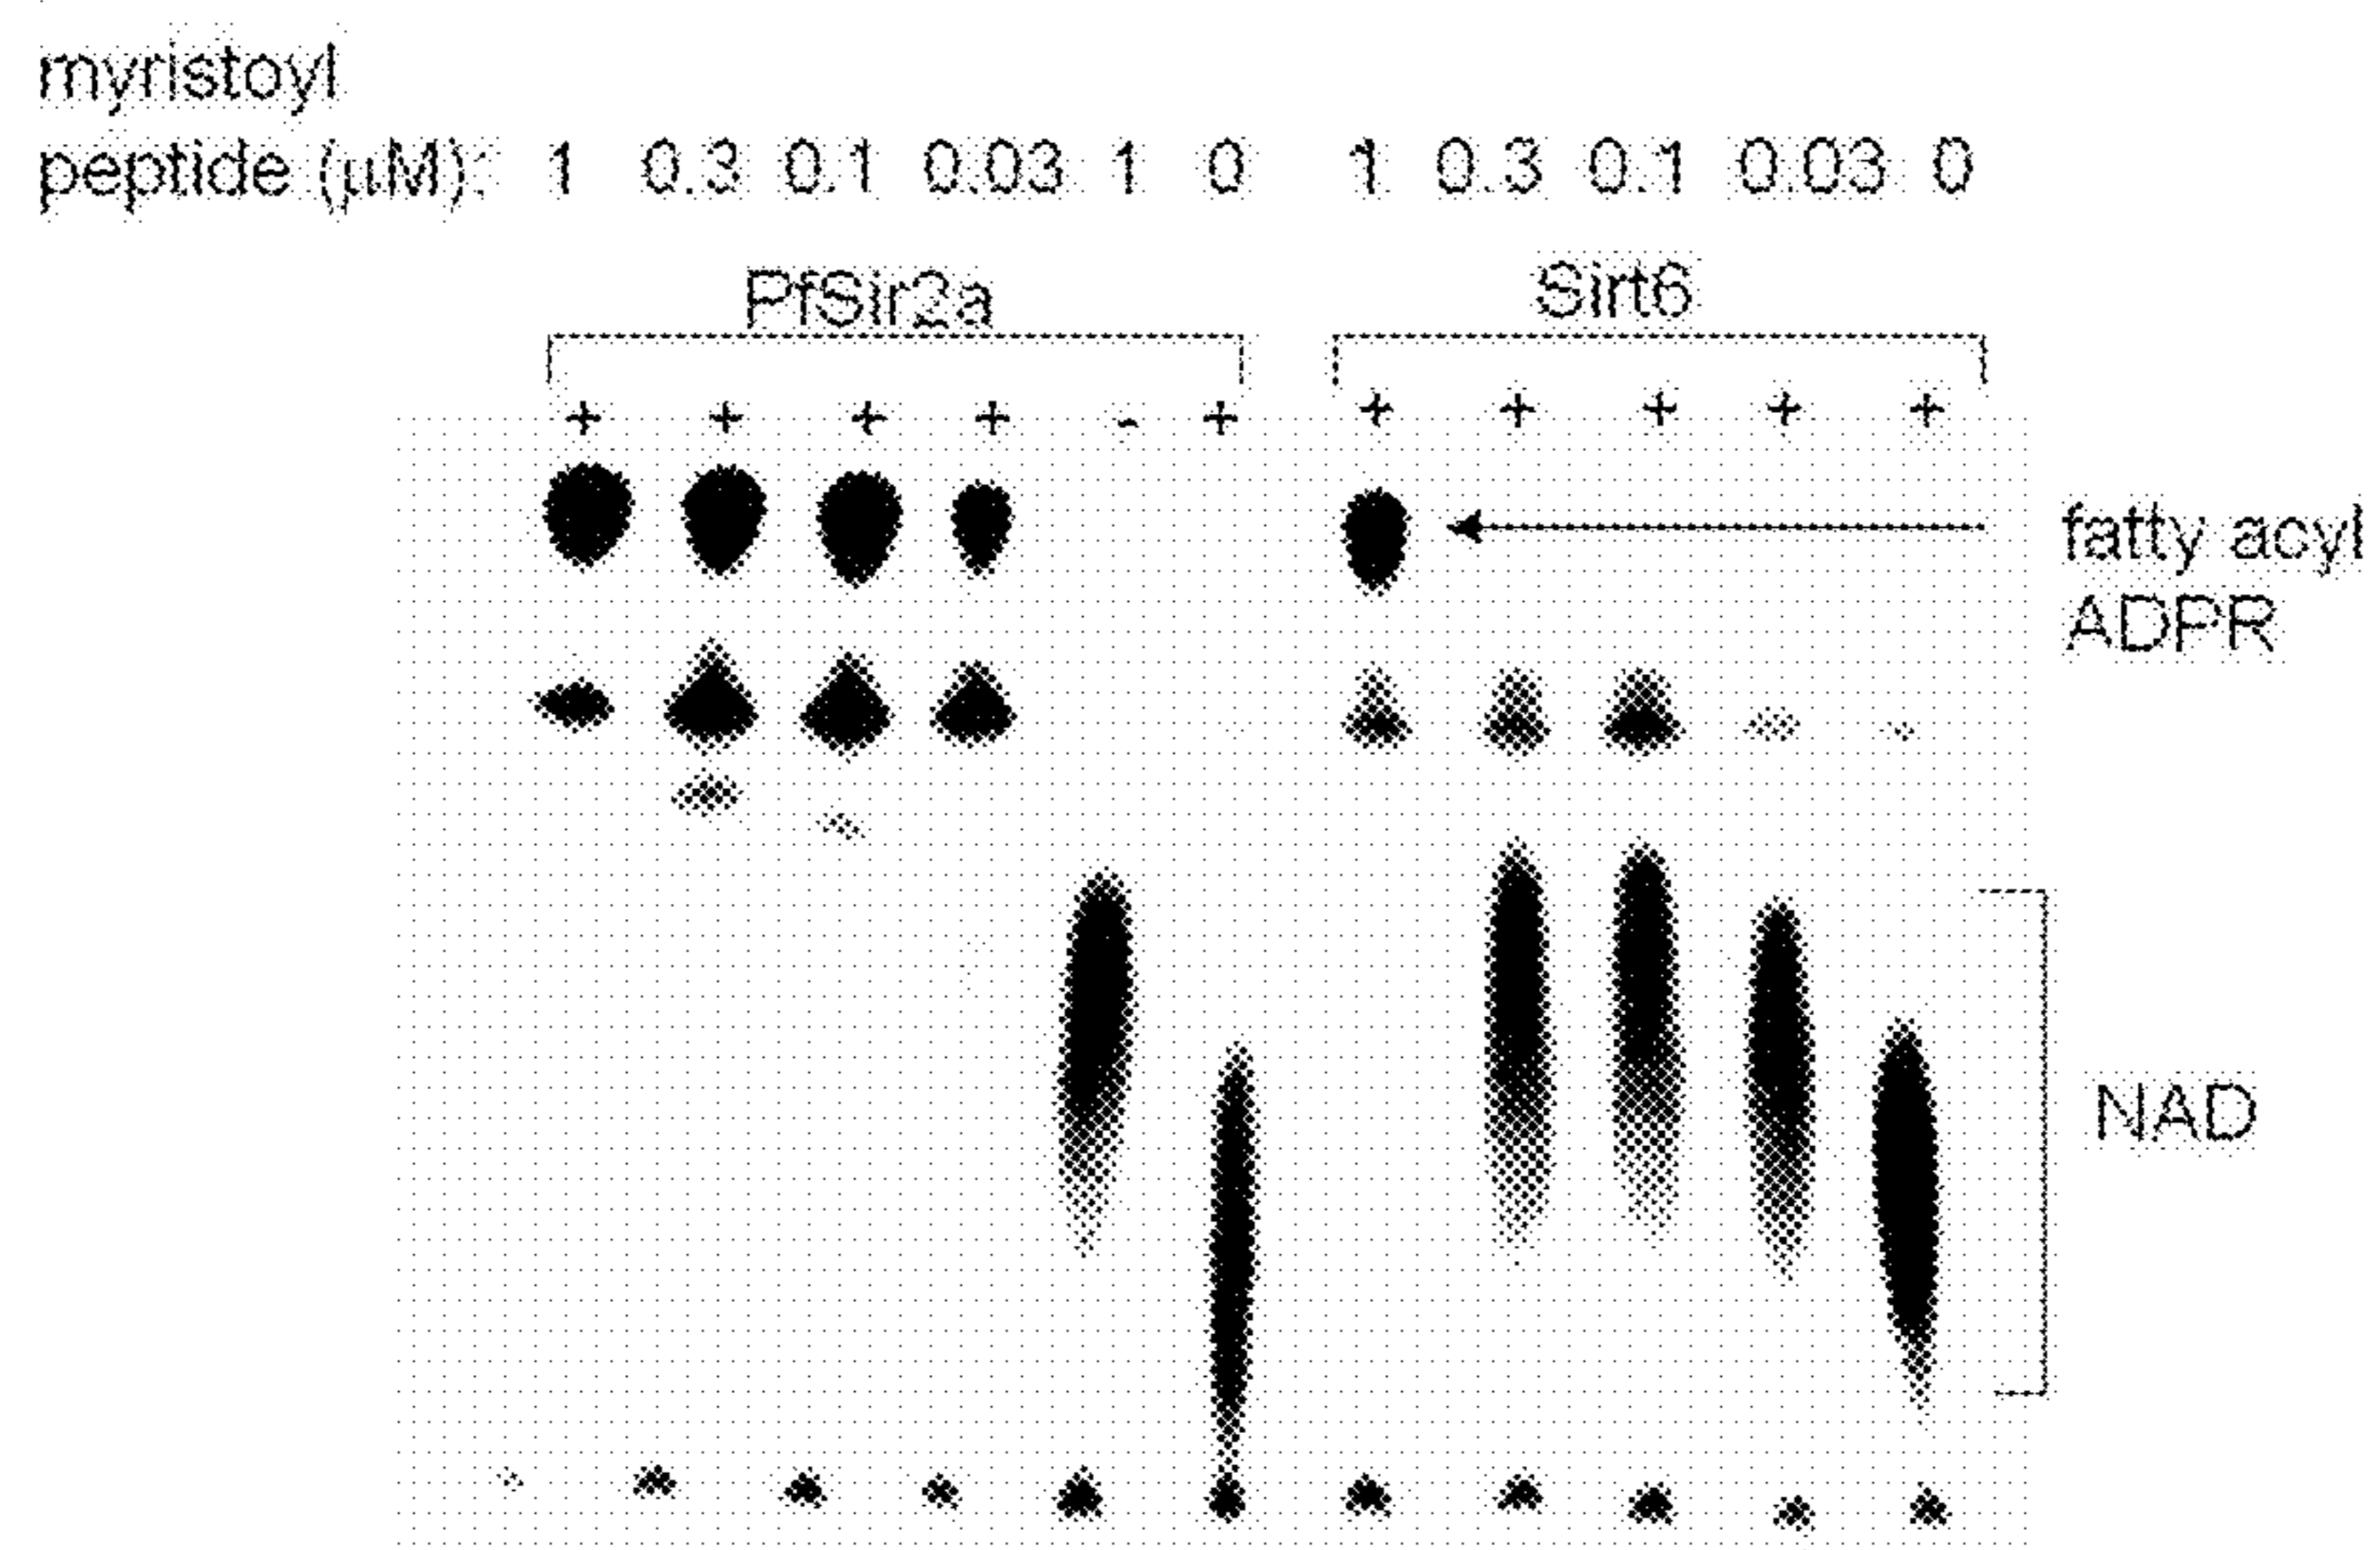 myristoyl
peptide (µM): 1 0.3 0.1 0.03 1 0 1 0.3 0.1 0.03 0
PfSir2a Sirt6
+ + + + - + + + + + +
fatty acyl
ADPR
NAD